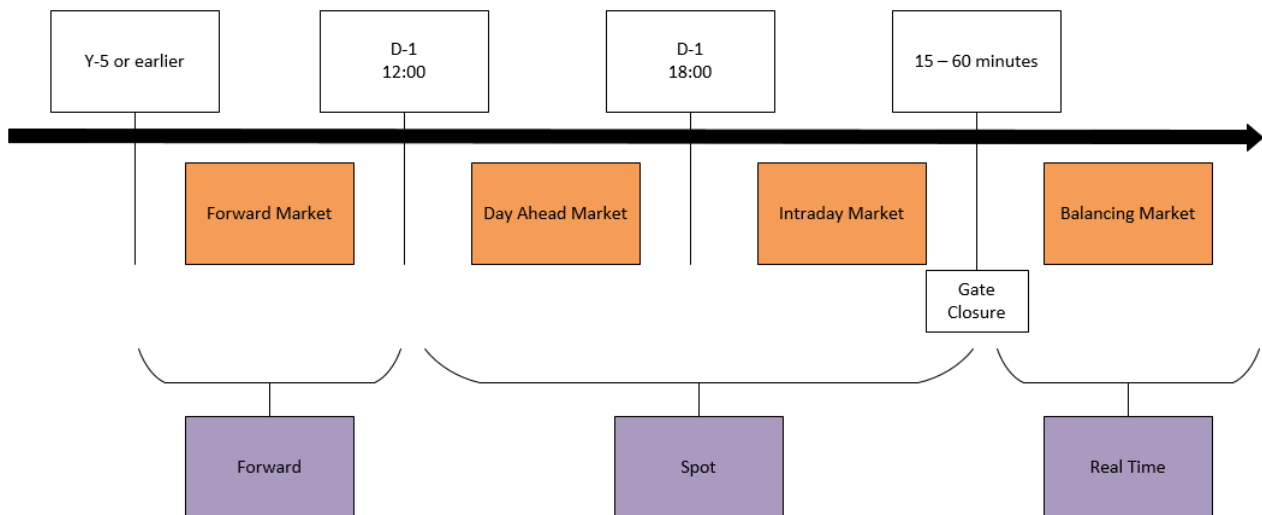 Y-5 or earlier
D-1
12:00
D-1
18:00
15 – 60 minutes
Forward Market
Day Ahead Market
Intraday Market
Balancing Market
Gate
Closure
Forward
Spot
Real Time